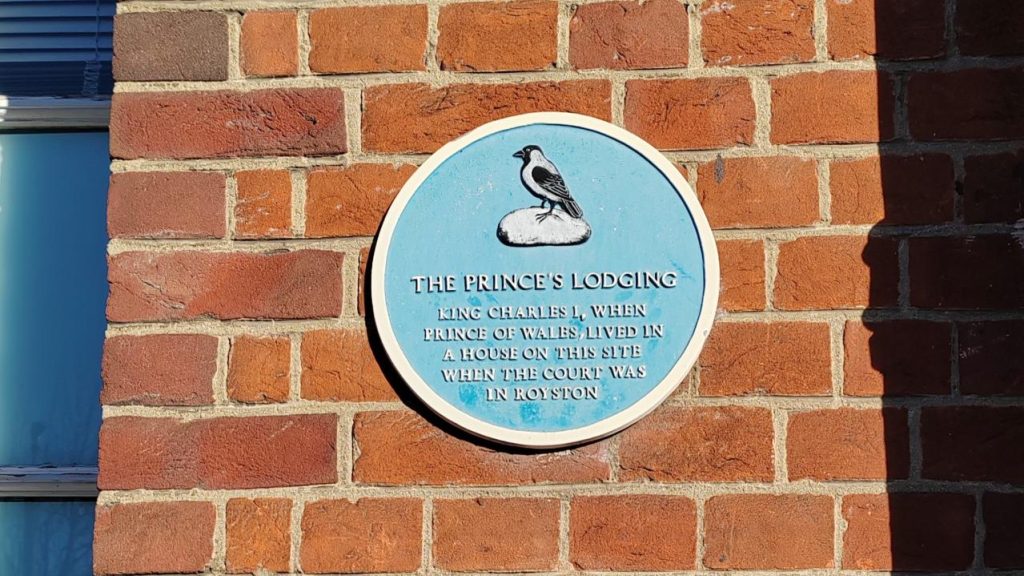 THE PRINCE'S LODGING
KING CHARLES I, WHEN
PRINCE OF WALES, LIVED IN
A HOUSE ON THIS SITE
WHEN THE COURT WAS
IN ROYSTON